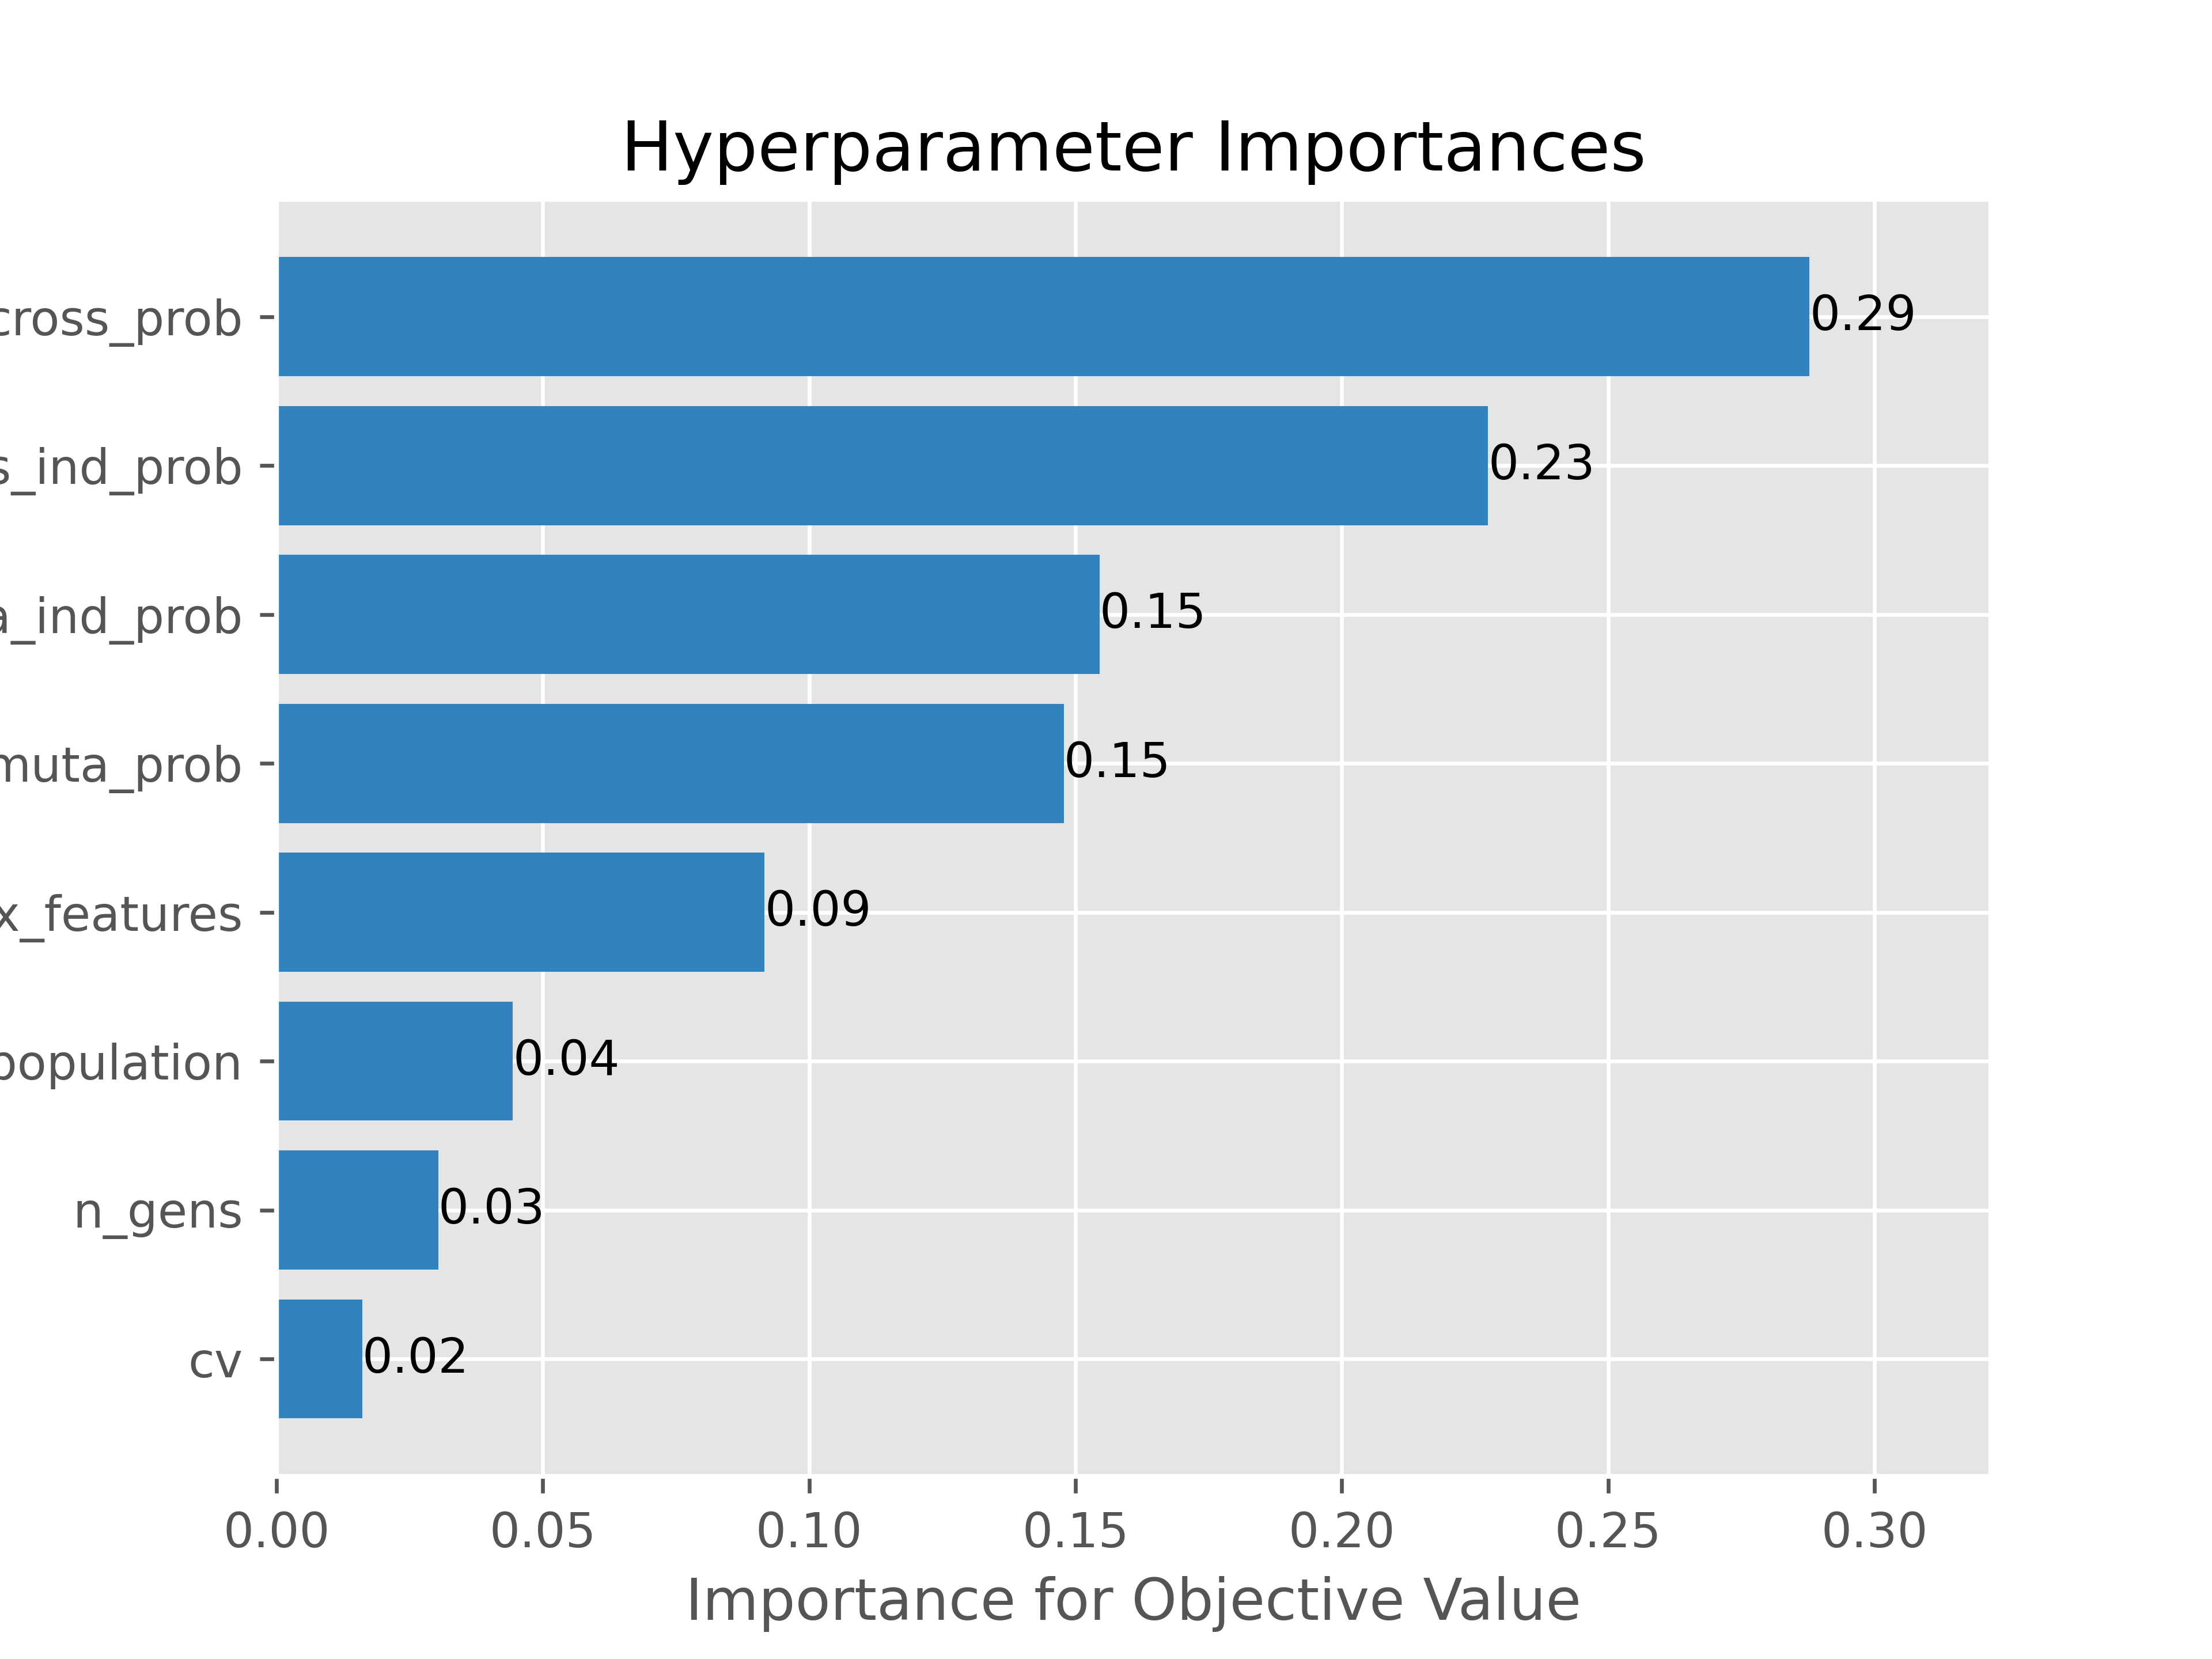 Hyperparameter Importances
cross_prob
0.29
s_ind_prob
0.23
a_ind_prob
0.15
muta_prob
0.15
x_features
0.09
population
0.04
n_gens
0.03
cv
0.02
0.00 0.05 0.10 0.15 0.20 0.25 0.30
Importance for Objective Value